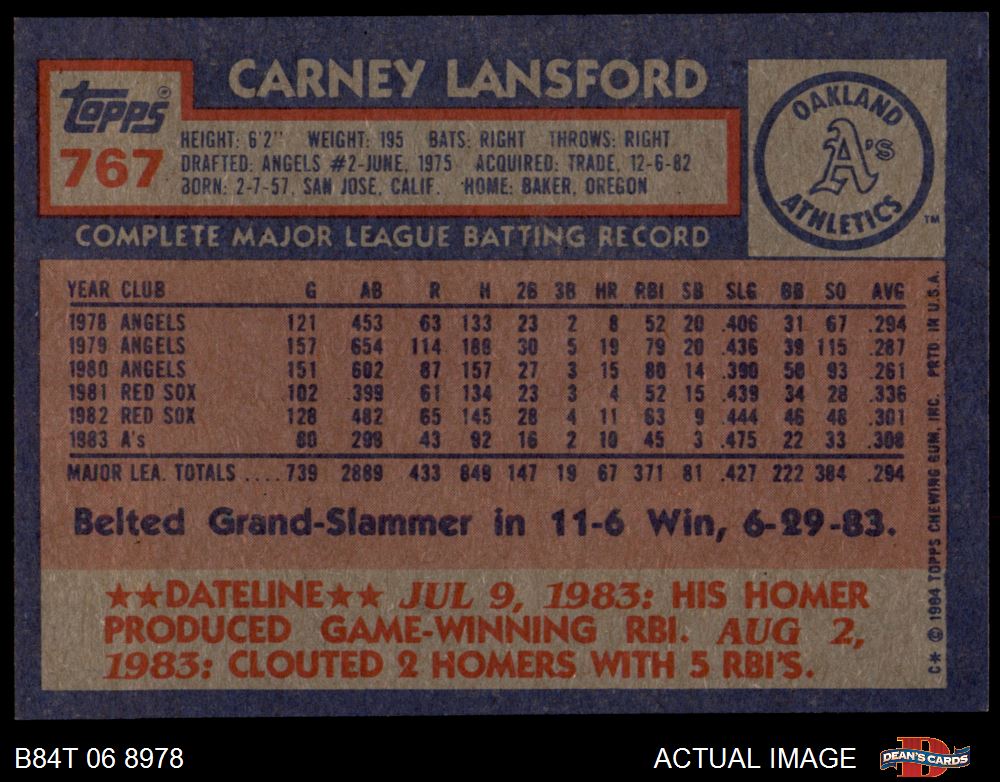 CARNEY LANSFORD
TOPPS
767
HEIGHT: 6'2" WEIGHT: 195 BATS: RIGHT THROWS: RIGHT
DRAFTED: ANGELS #2-JUNE, 1975 ACQUIRED: TRADE, 12-6-82
BORN: 2-7-57, SAN JOSE, CALIF. HOME: BAKER, OREGON
OAKLAND
A's
ATHLETICS
TM
COMPLETE MAJOR LEAGUE BATTING RECORD
YEAR CLUB G AB R H 2B 3B HR RBI SB SLG BB SO AVG
1978 ANGELS 121 453 63 133 23 2 8 52 20 .406 31 67 .294
1979 ANGELS 157 654 114 188 30 5 19 79 20 .436 39 115 .287
1980 ANGELS 151 602 87 157 27 3 15 80 14 .390 50 93 .261
1981 RED SOX 102 399 61 134 23 3 4 52 15 .439 34 28 .336
1982 RED SOX 128 482 65 145 28 4 11 63 9 .444 46 48 .301
1983 A's 80 299 43 92 16 2 10 45 3 .475 22 33 .308
MAJOR LEA. TOTALS ....739 2889 433 849 147 19 67 371 81 .427 222 384 .294
Belted Grand-Slammer in 11-6 Win, 6-29-83.
★★DATELINE★★ JUL 9, 1983: HIS HOMER
PRODUCED GAME-WINNING RBI. AUG 2,
1983: CLOUTED 2 HOMERS WITH 5 RBI'S.
C* © 1984 TOPPS CHEWING GUM, INC. PRTD. IN U.S.A.
B84T 06 8978
ACTUAL IMAGE
DEAN'S CARDS